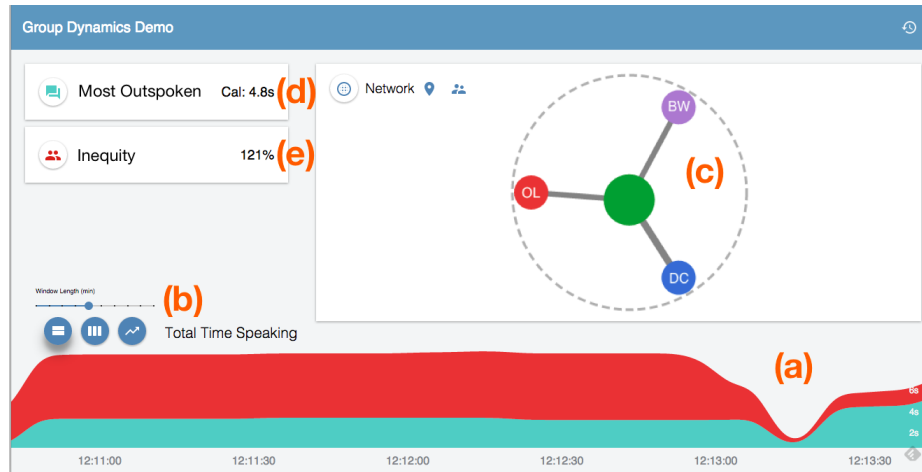 Group Dynamics Demo
Most Outspoken Cal: 4.8s (d)
Inequity 121% (e)
Network
BW
OL
DC
(c)
Window Length (min)
(b)
Total Time Speaking
(a)
6s
4s
2s
12:11:00 12:11:30 12:12:00 12:12:30 12:13:00 12:13:30